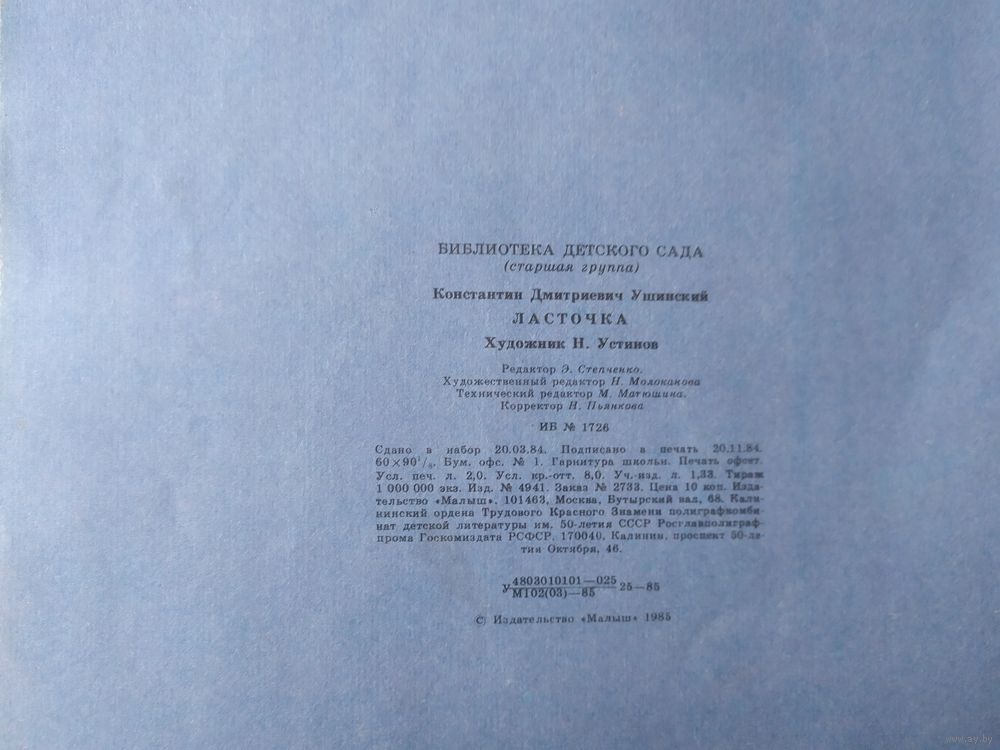 БИБЛИОТЕКА ДЕТСКОГО САДА
(старшая группа)
Константин Дмитриевич Ушинский
ЛАСТОЧКА
Художник Н. Устинов
Редактор Э. Степченко.
Художественный редактор Н. Молоканова
Технический редактор М. Матюшина.
Корректор Н. Пьянкова
ИБ № 1726
Сдано в набор 20.03.84. Подписано в печать 20.11.84.
60×90¹/₈. Бум. офс. № 1. Гарнитура школьн. Печать офсет.
Усл. печ. л. 2,0. Усл. кр.-отт. 8,0. Уч.-изд. л. 1,33. Тираж
1 000 000 экз. Изд. № 4941. Заказ № 2733. Цена 10 коп. Изда-
тельство «Малыш». 101463, Москва, Бутырский вал, 68. Кали-
нинский ордена Трудового Красного Знамени полиграфкомби-
нат детской литературы им. 50-летия СССР Росглавполиграф-
прома Госкомиздата РСФСР. 170040, Калинин, проспект 50-ле-
тия Октября, 46.
У 4803010101—025 25—85
М102(03)—85
© Издательство «Малыш» 1985
www.ay.by